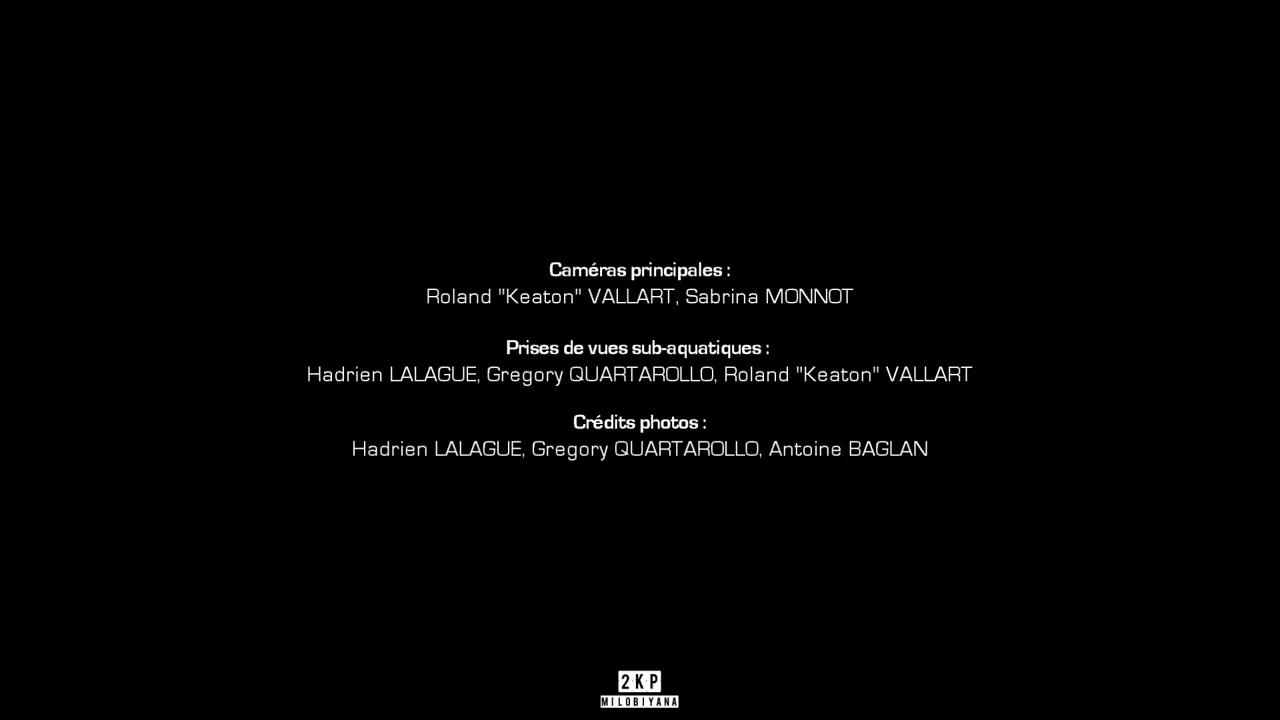 Caméras principales :
Roland "Keaton" VALLART, Sabrina MONNOT
Prises de vues sub-aquatiques :
Hadrien LALAGUE, Gregory QUARTAROLLO, Roland "Keaton" VALLART
Crédits photos :
Hadrien LALAGUE, Gregory QUARTAROLLO, Antoine BAGLAN
2KP
MILOBIYANA